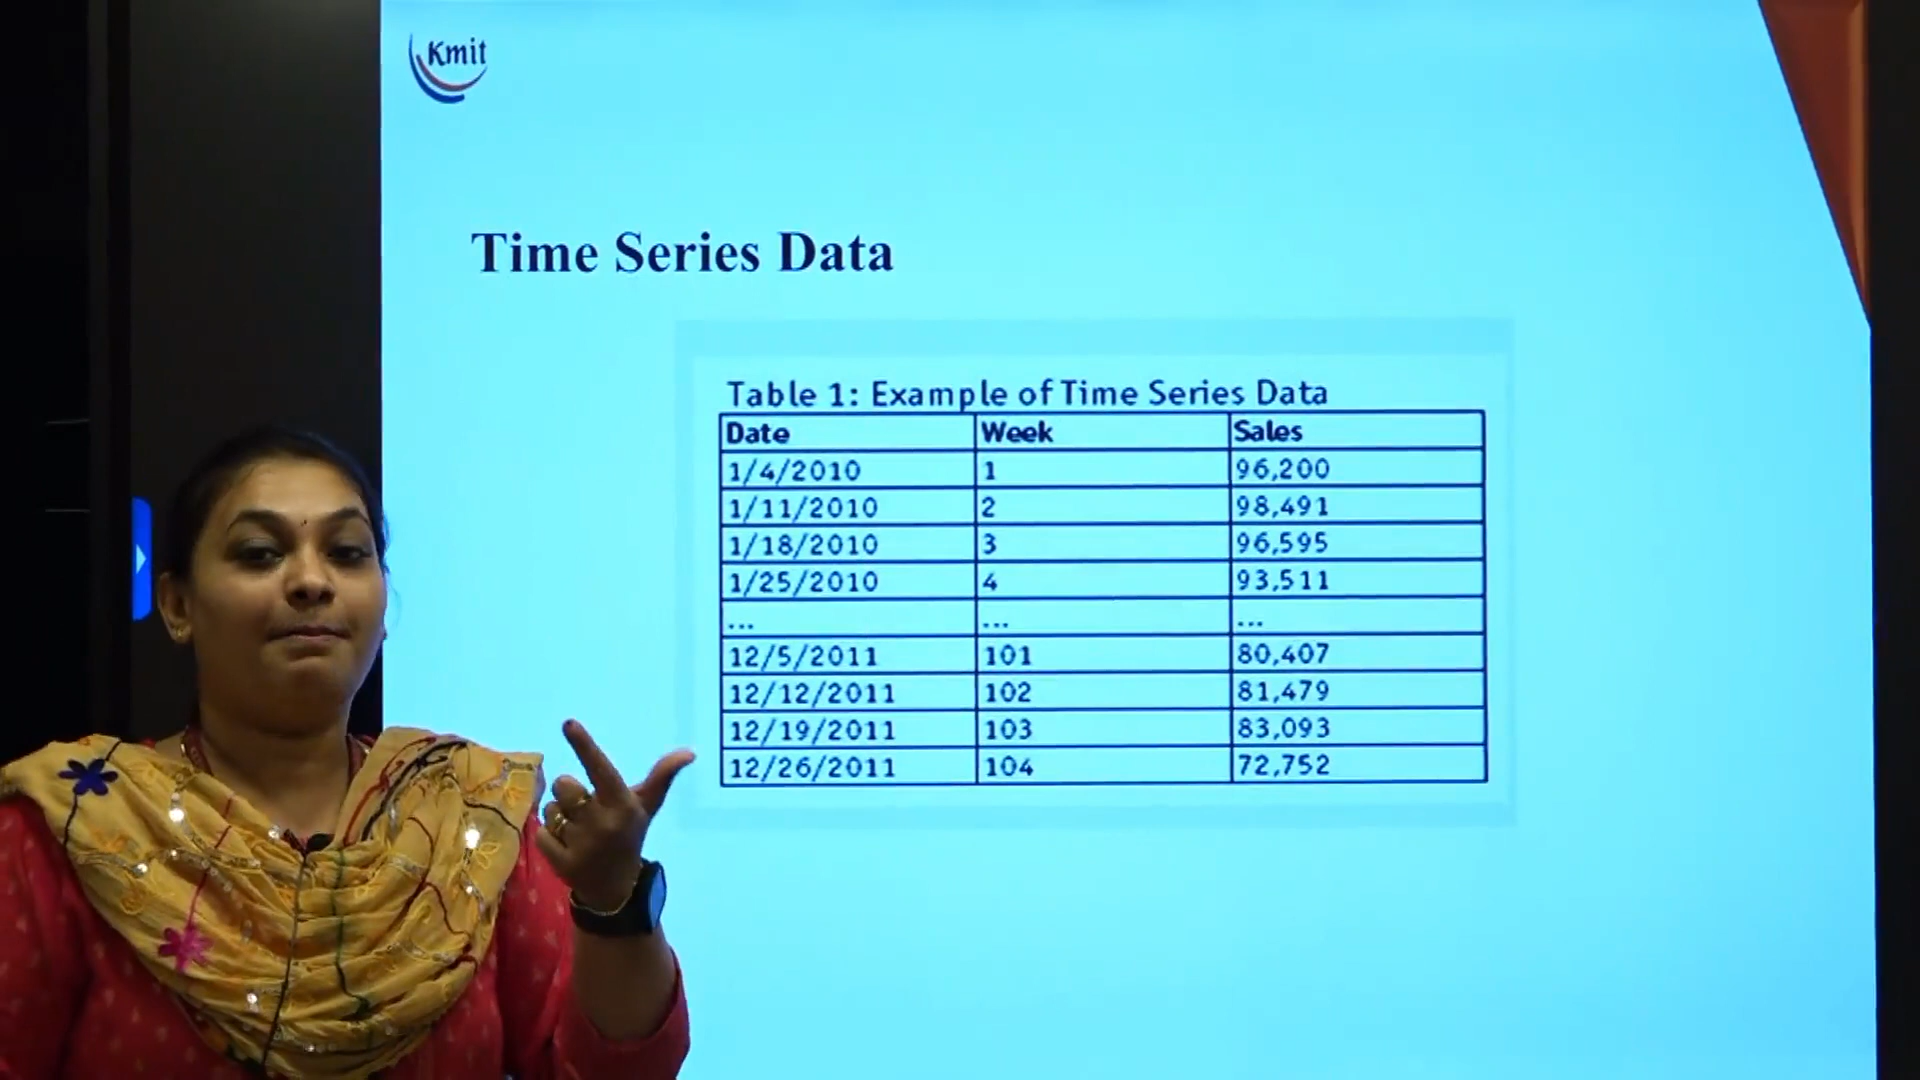 Kmit
Time Series Data
Table 1: Example of Time Series Data
Date Week Sales
1/4/2010 1 96,200
1/11/2010 2 98,491
1/18/2010 3 96,595
1/25/2010 4 93,511
... ... ...
12/5/2011 101 80,407
12/12/2011 102 81,479
12/19/2011 103 83,093
12/26/2011 104 72,752